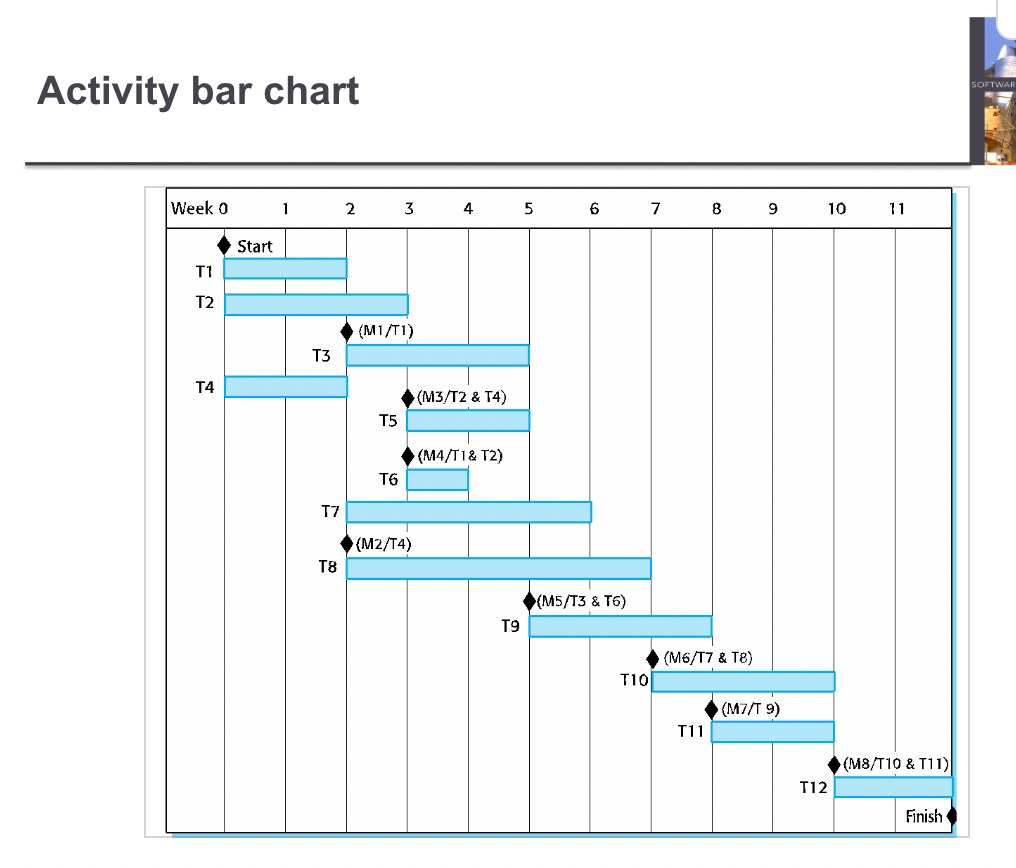 Activity bar chart
SOFTWAR
Week 0 1 2 3 4 5 6 7 8 9 10 11
Start
T1
T2
(M1/T1)
T3
T4
(M3/T2 & T4)
T5
(M4/T1& T2)
T6
T7
(M2/T4)
T8
(M5/T3 & T6)
T9
(M6/T7 & T8)
T10
(M7/T 9)
T11
(M8/T10 & T11)
T12
Finish